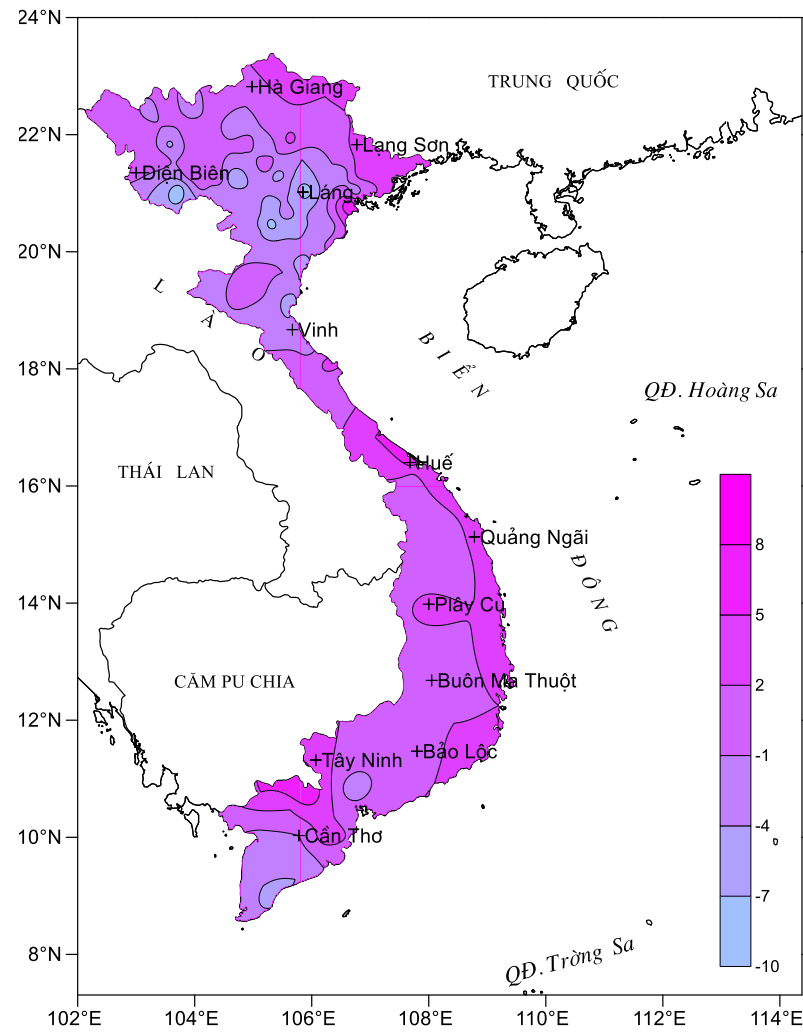 24°N
TRUNG QUỐC
Hà Giang
22°N
Lạng Sơn
Điện Biên
Láng
20°N
LÀO
Vinh
18°N
BIỂN
QĐ. Hoàng Sa
THÁI LAN
Huế
16°N
Quảng Ngãi
ĐÔNG
8
5
14°N
Plây Cu
CĂM PU CHIA
Buôn Ma Thuột
2
12°N
-1
Bảo Lộc
Tây Ninh
10°N
Cần Thơ
-4
-7
8°N
QĐ. Trờng Sa
-10
102°E 104°E 106°E 108°E 110°E 112°E 114°E